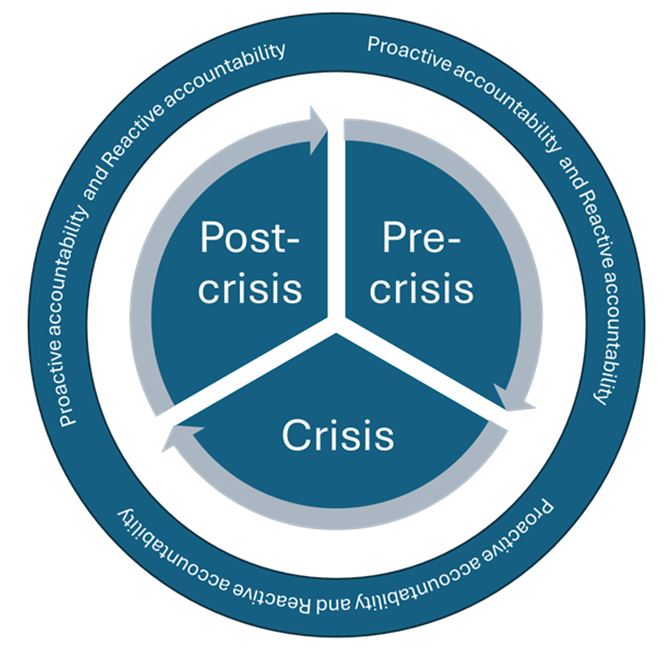 Proactive accountability and Reactive accountability
Proactive accountability and Reactive accountability
Post-
crisis
Pre-
crisis
Crisis
Proactive accountability and Reactive accountability